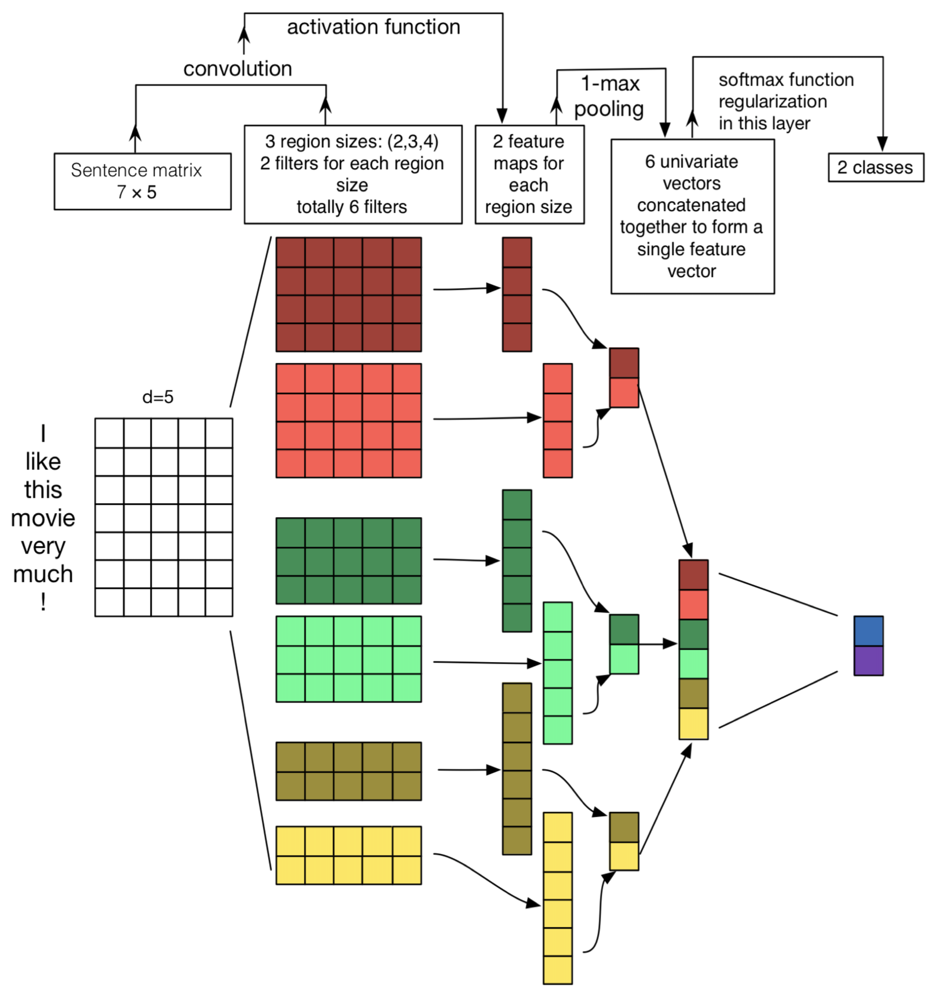 activation function
convolution
1-max
pooling
softmax function
regularization
in this layer
Sentence matrix
7 × 5
3 region sizes: (2,3,4)
2 filters for each region
size
totally 6 filters
2 feature
maps for
each
region size
6 univariate
vectors
concatenated
together to form a
single feature
vector
2 classes
d=5
I
like
this
movie
very
much
!